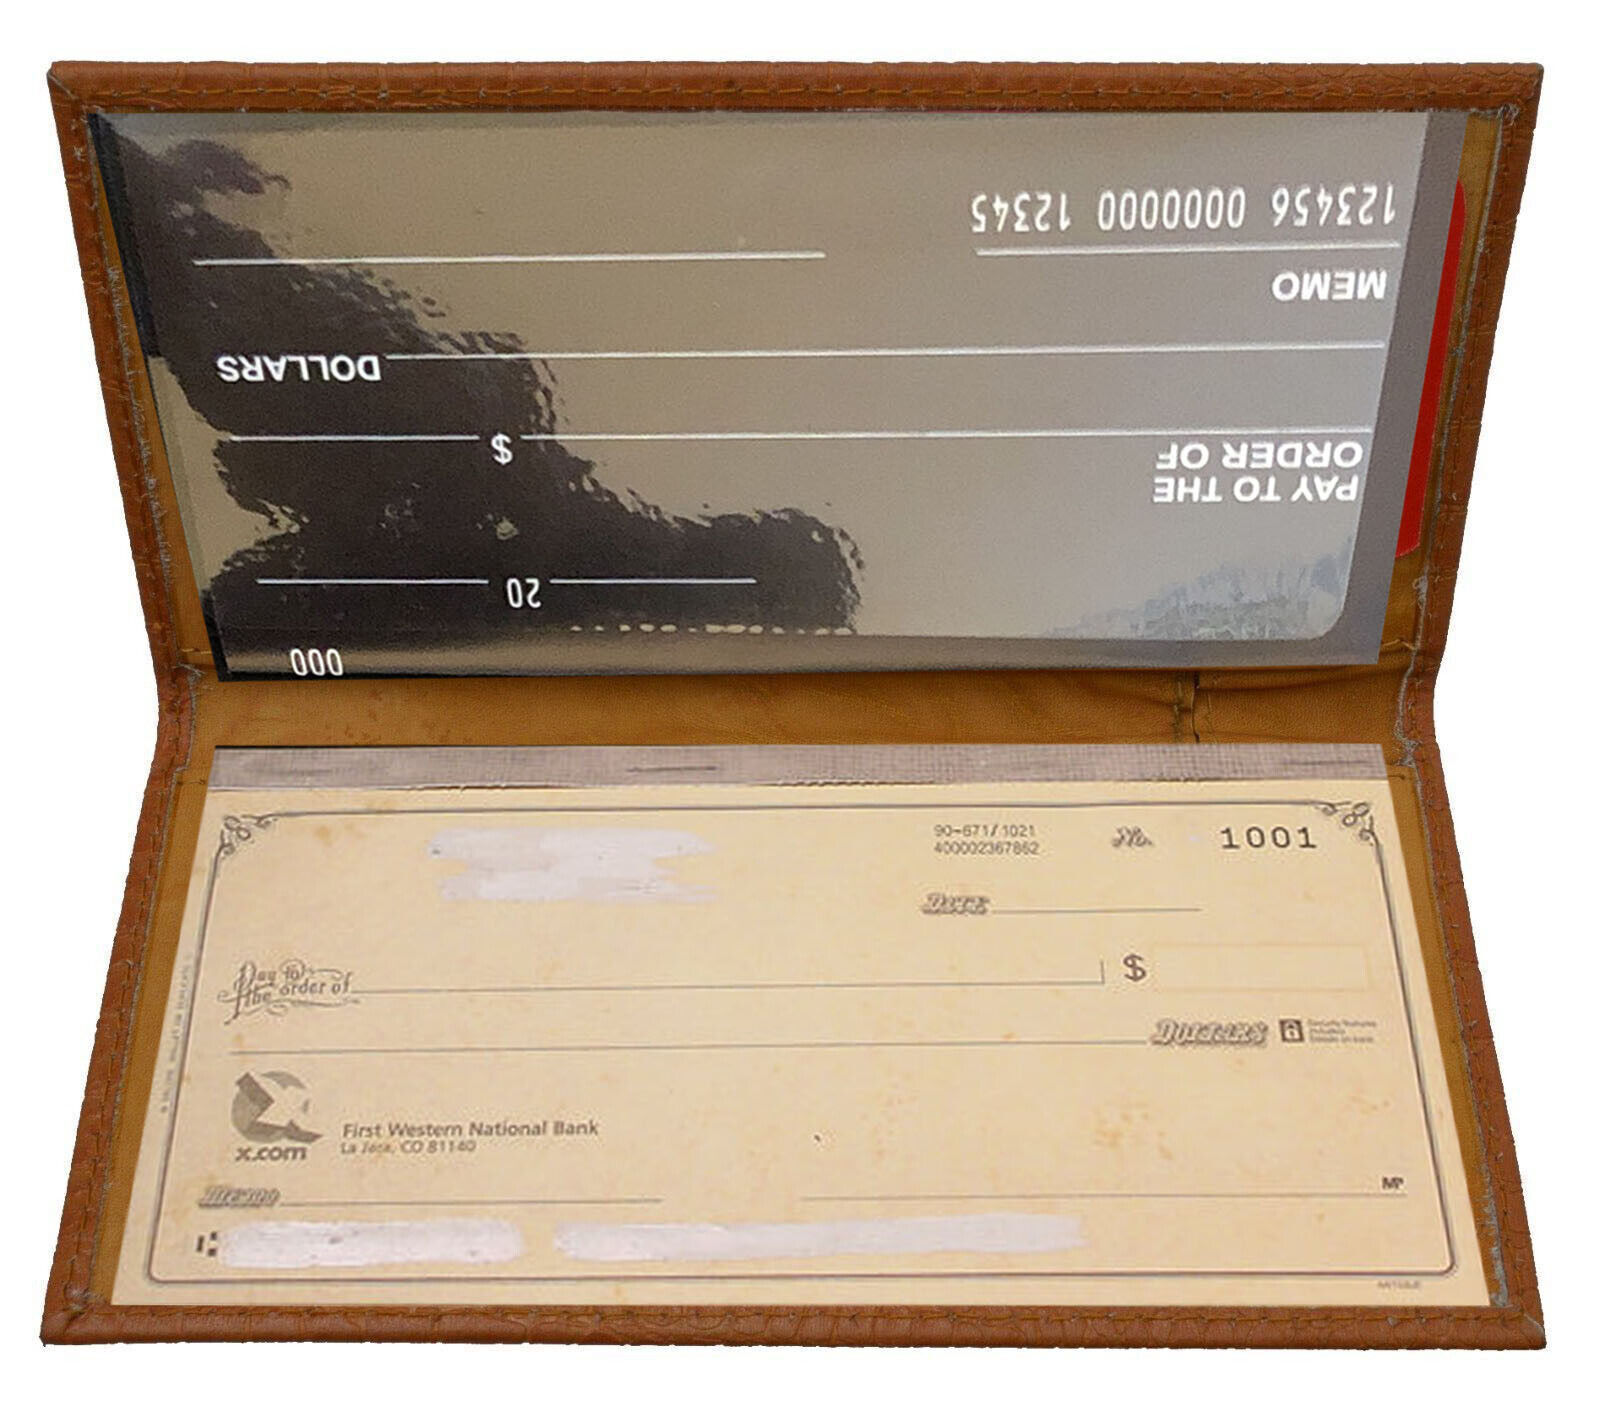 000
20
PAY TO THE
ORDER OF
$
DOLLARS
MEMO
123456 0000000 12345
90-671/1021
400002367862
No. 1001
Date
Pay to
the order of
$
Dollars
x.com
First Western National Bank
La Jara, CO 81140
Memo
MP